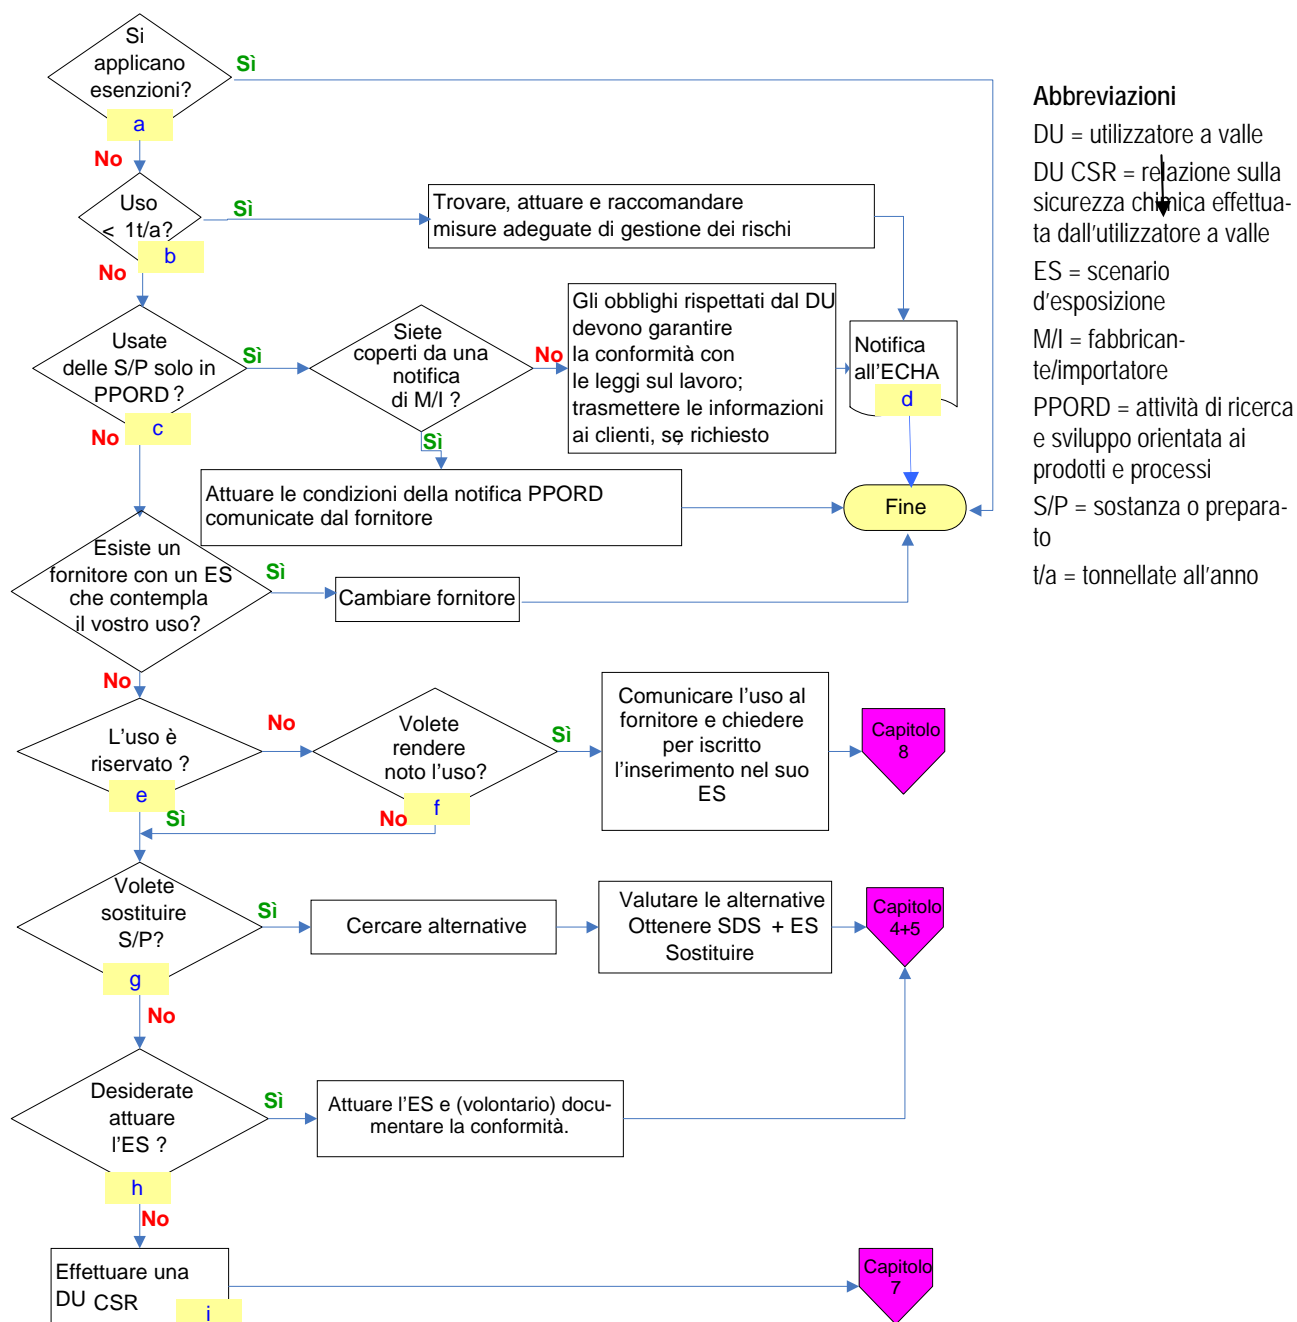 Si
applicano
esenzioni?
Sì
a
No
Uso
< 1t/a?
Sì
b
No
Trovare, attuare e raccomandare
misure adeguate di gestione dei rischi
Usate
delle S/P solo in
PPORD ?
Sì
c
No
Siete
coperti da una
notifica
di M/I ?
No
Sì
Gli obblighi rispettati dal DU
devono garantire
la conformità con
le leggi sul lavoro;
trasmettere le informazioni
ai clienti, se richiesto
Notifica
all'ECHA
d
Attuare le condizioni della notifica PPORD
comunicate dal fornitore
Fine
Esiste un
fornitore con un ES
che contempla
il vostro uso?
Sì
Cambiare fornitore
No
L'uso è
riservato ?
No
e
Sì
Volete
rendere
noto l'uso?
Sì
f
No
Comunicare l'uso al
fornitore e chiedere
per iscritto
l'inserimento nel suo
ES
Capitolo
8
Volete
sostituire
S/P?
Sì
g
No
Cercare alternative
Valutare le alternative
Ottenere SDS + ES
Sostituire
Capitolo
4+5
Desiderate
attuare
l'ES ?
Sì
h
No
Attuare l'ES e (volontario) docu-
mentare la conformità.
Effettuare una
DU CSR
i
Capitolo
7
Abbreviazioni
DU = utilizzatore a valle
DU CSR = relazione sulla
sicurezza chimica effettua-
ta dall'utilizzatore a valle
ES = scenario
d'esposizione
M/I = fabbrican-
te/importatore
PPORD = attività di ricerca
e sviluppo orientata ai
prodotti e processi
S/P = sostanza o prepara-
to
t/a = tonnellate all'anno